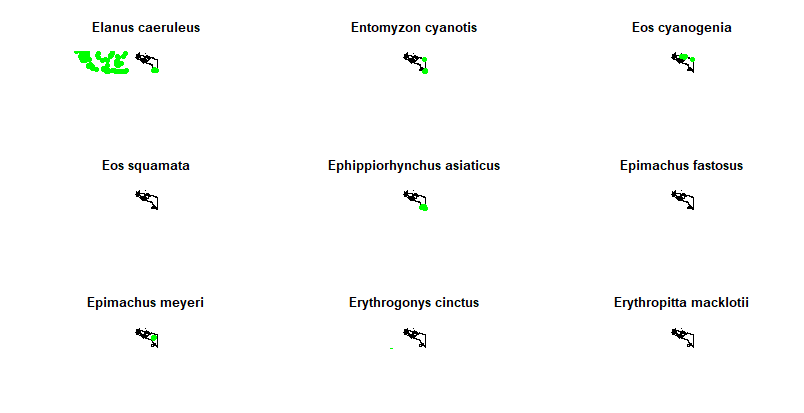 Elanus caeruleus
Entomyzon cyanotis
Eos cyanogenia
Eos squamata
Ephippiorhynchus asiaticus
Epimachus fastosus
Epimachus meyeri
Erythrogonys cinctus
Erythropitta macklotii